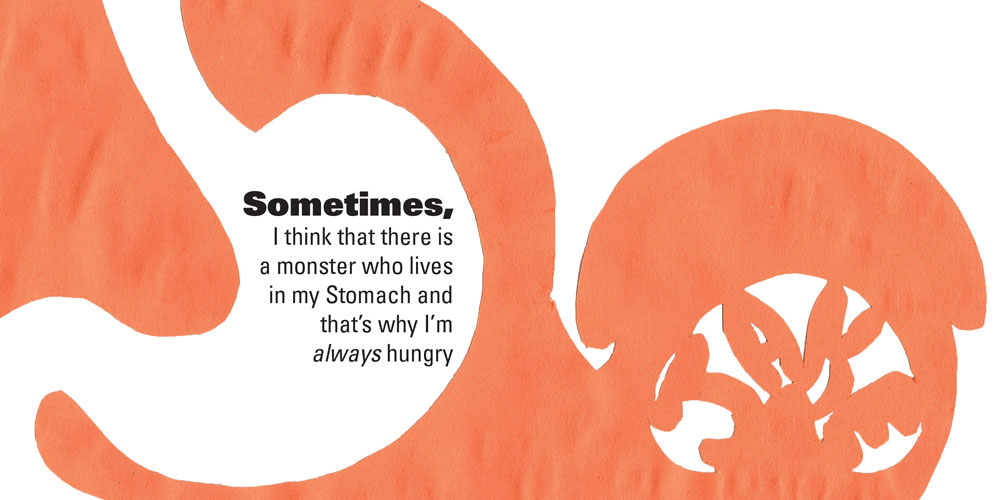 Sometimes,
I think that there is
a monster who lives
in my Stomach and
that's why I'm
always hungry